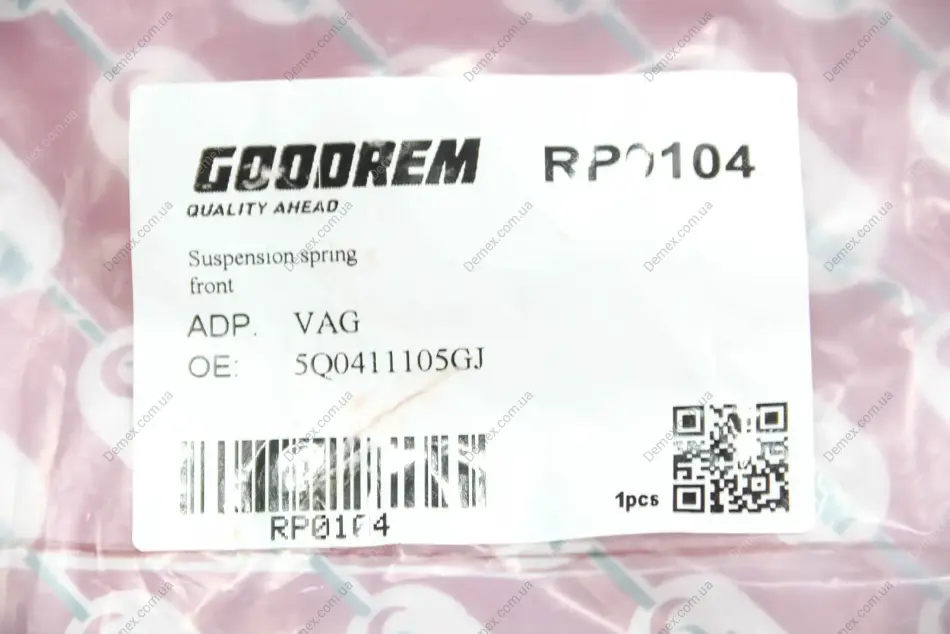 GOODREM
QUALITY AHEAD
RP0104
Suspension spring
front
ADP. VAG
OE: 5Q0411105GJ
1pcs
RP0104
Demex.com.ua